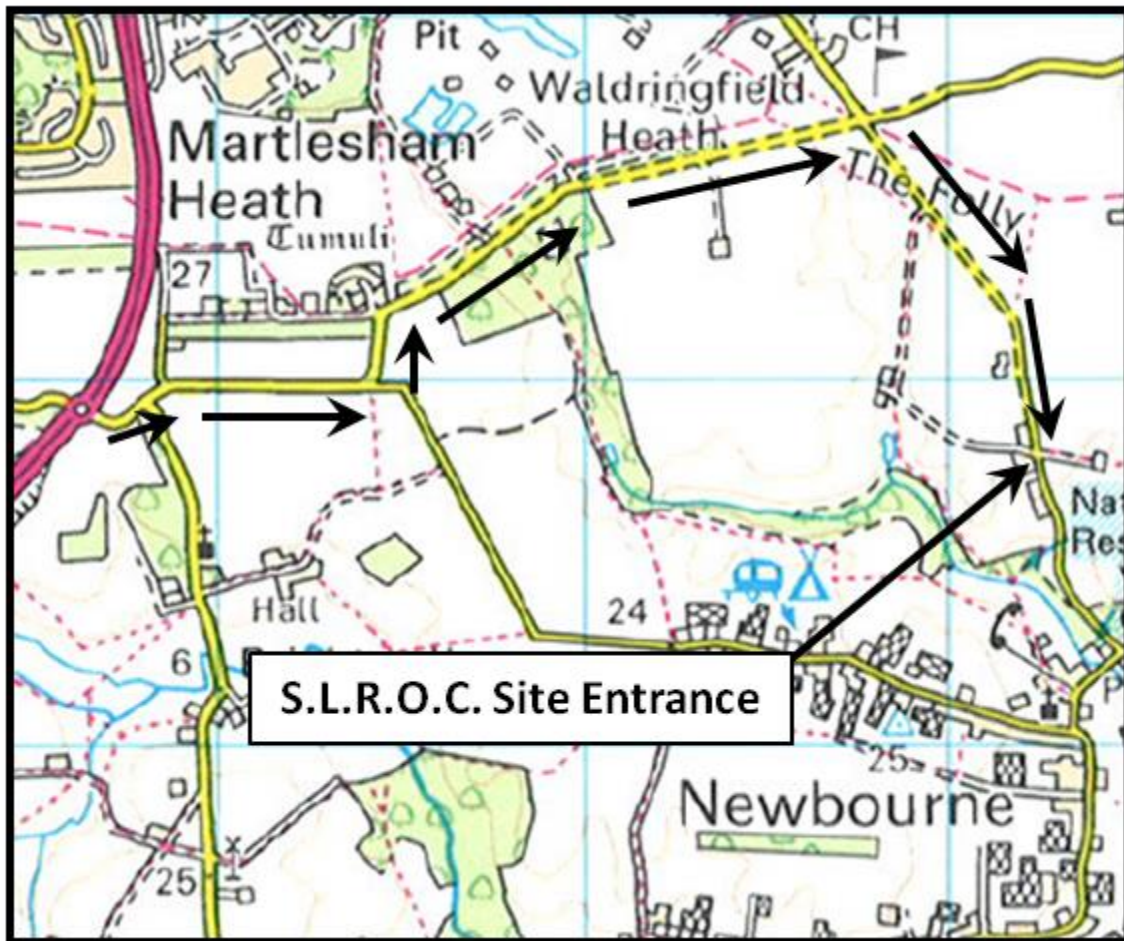 CH
Pit
Waldringfield
Heath
Martlesham
Heath
Tumuli
The Folly
27
Nat
Res
Hall
24
6
S.L.R.O.C. Site Entrance
25
Newbourne
25